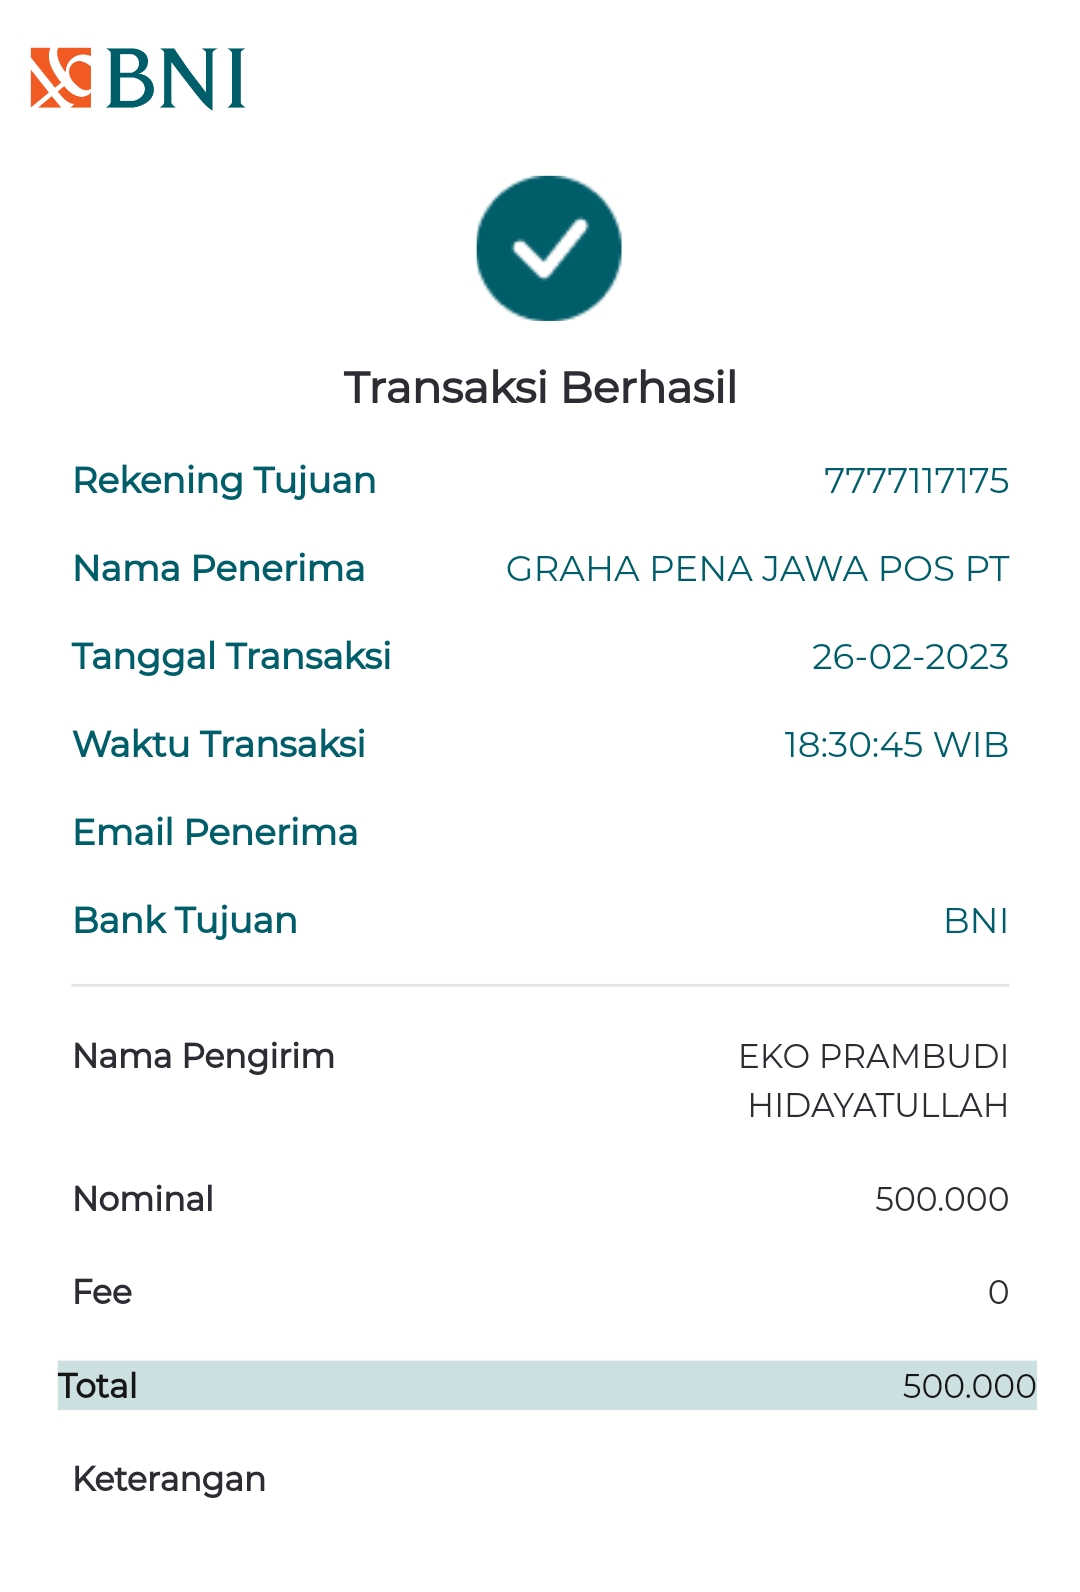 BNI
Transaksi Berhasil
Rekening Tujuan 7777117175
Nama Penerima GRAHA PENA JAWA POS PT
Tanggal Transaksi 26-02-2023
Waktu Transaksi 18:30:45 WIB
Email Penerima
Bank Tujuan BNI
Nama Pengirim EKO PRAMBUDI
HIDAYATULLAH
Nominal 500.000
Fee 0
Total 500.000
Keterangan